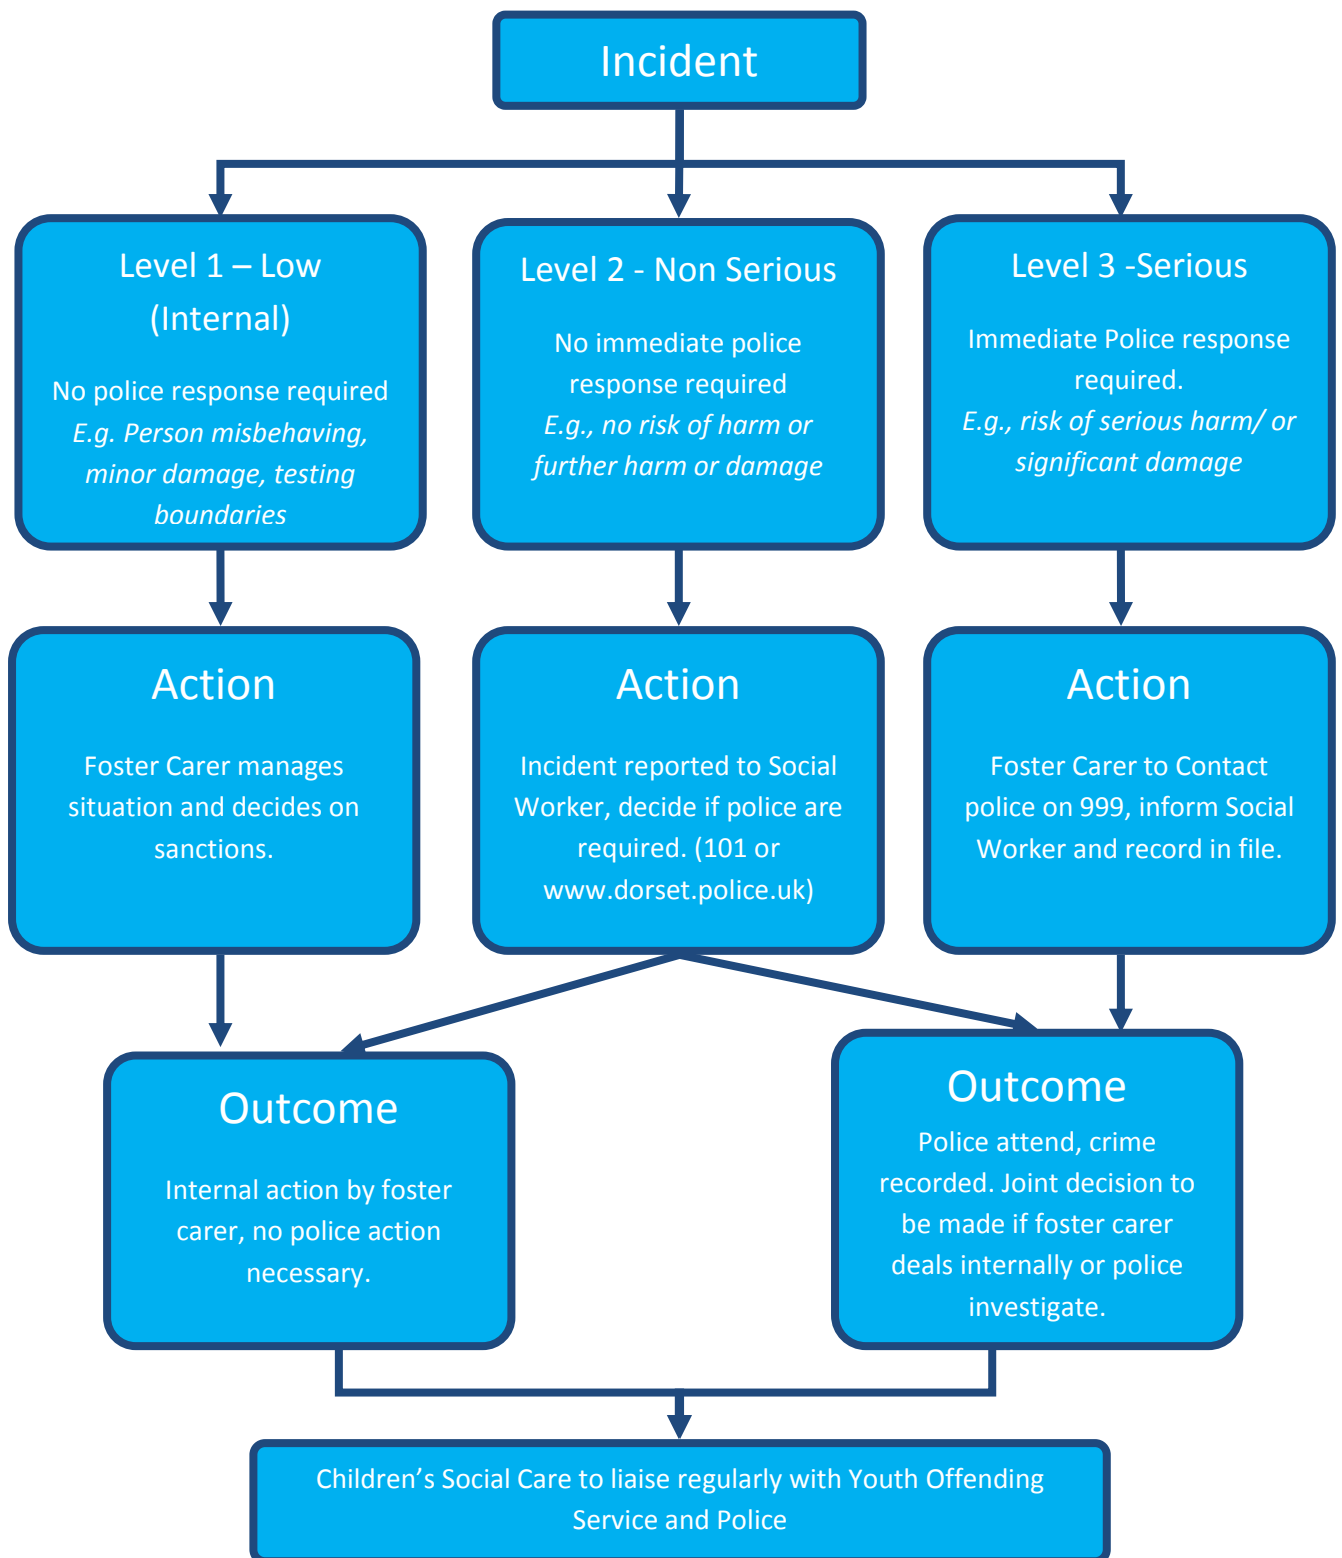 Incident
Level 1 – Low
(Internal)
No police response required
E.g. Person misbehaving,
minor damage, testing
boundaries
Level 2 - Non Serious
No immediate police
response required
E.g., no risk of harm or
further harm or damage
Level 3 -Serious
Immediate Police response
required.
E.g., risk of serious harm/ or
significant damage
Action
Foster Carer manages
situation and decides on
sanctions.
Action
Incident reported to Social
Worker, decide if police are
required. (101 or
www.dorset.police.uk)
Action
Foster Carer to Contact
police on 999, inform Social
Worker and record in file.
Outcome
Internal action by foster
carer, no police action
necessary.
Outcome
Police attend, crime
recorded. Joint decision to
be made if foster carer
deals internally or police
investigate.
Children’s Social Care to liaise regularly with Youth Offending
Service and Police